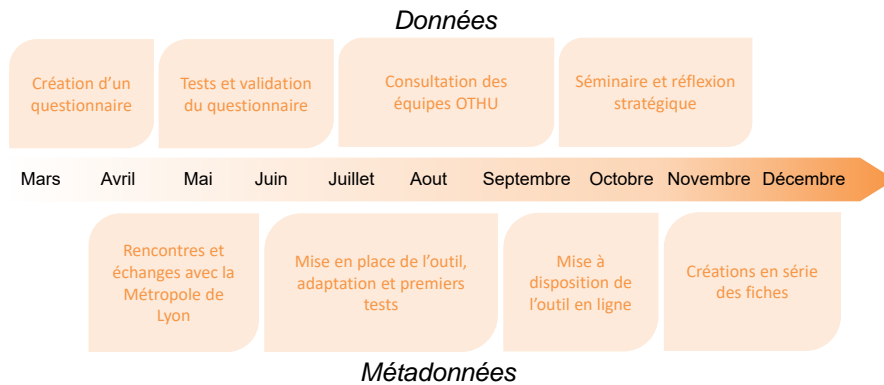 Données
Création d'un
questionnaire
Tests et validation
du questionnaire
Consultation des
équipes OTHU
Séminaire et réflexion
stratégique
Mars Avril Mai Juin Juillet Aout Septembre Octobre Novembre Décembre
Rencontres et
échanges avec la
Métropole de
Lyon
Mise en place de l'outil,
adaptation et premiers
tests
Mise à
disposition de
l'outil en ligne
Créations en série
des fiches
Métadonnées